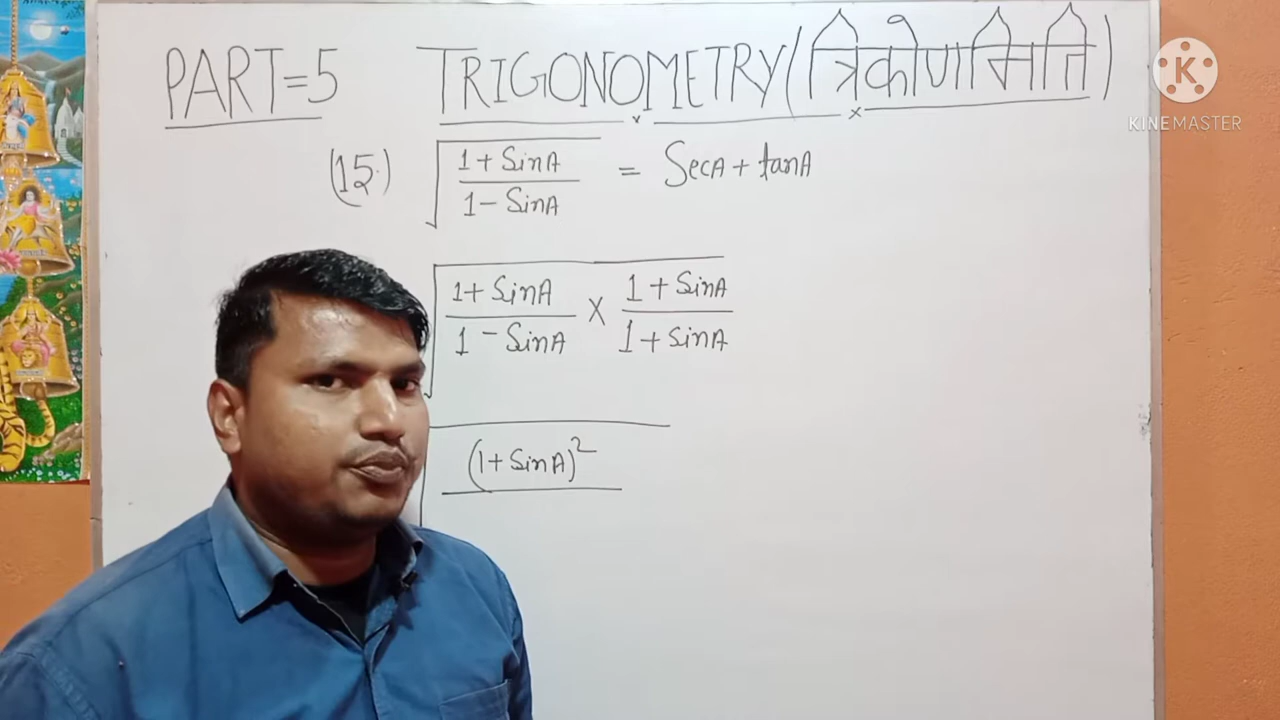 PART=5 TRIGONOMETRY (त्रिकोणमिति)
K
KINEMASTER
(15.) √((1 + SinA)/(1 - SinA)) = SecA + tanA
√((1 + SinA)/(1 - SinA) × (1 + SinA)/(1 + SinA))
√((1 + SinA)²/